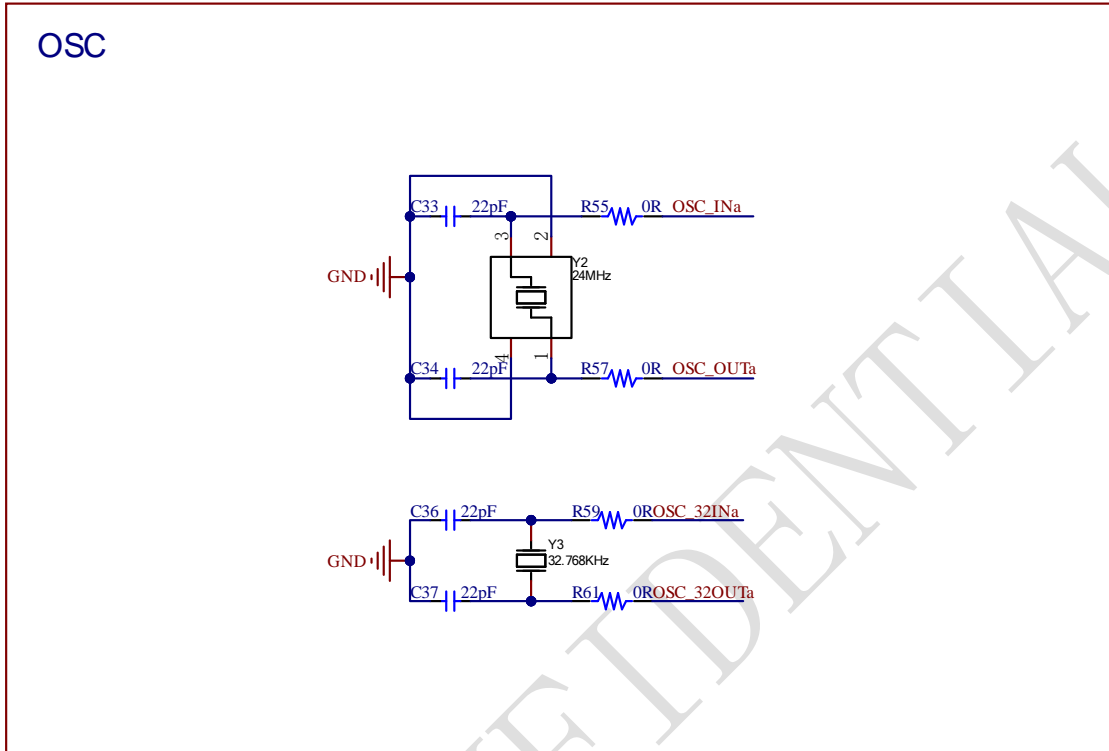 OSC
C33 22pF R55 0R OSC_INa
3 2
Y2
24MHz
GND
4 1
C34 22pF R57 0R OSC_OUTa
C36 22pF R59 0R OSC_32INa
Y3
32.768KHz
GND
C37 22pF R61 0R OSC_32OUTa
FIDENTIAL